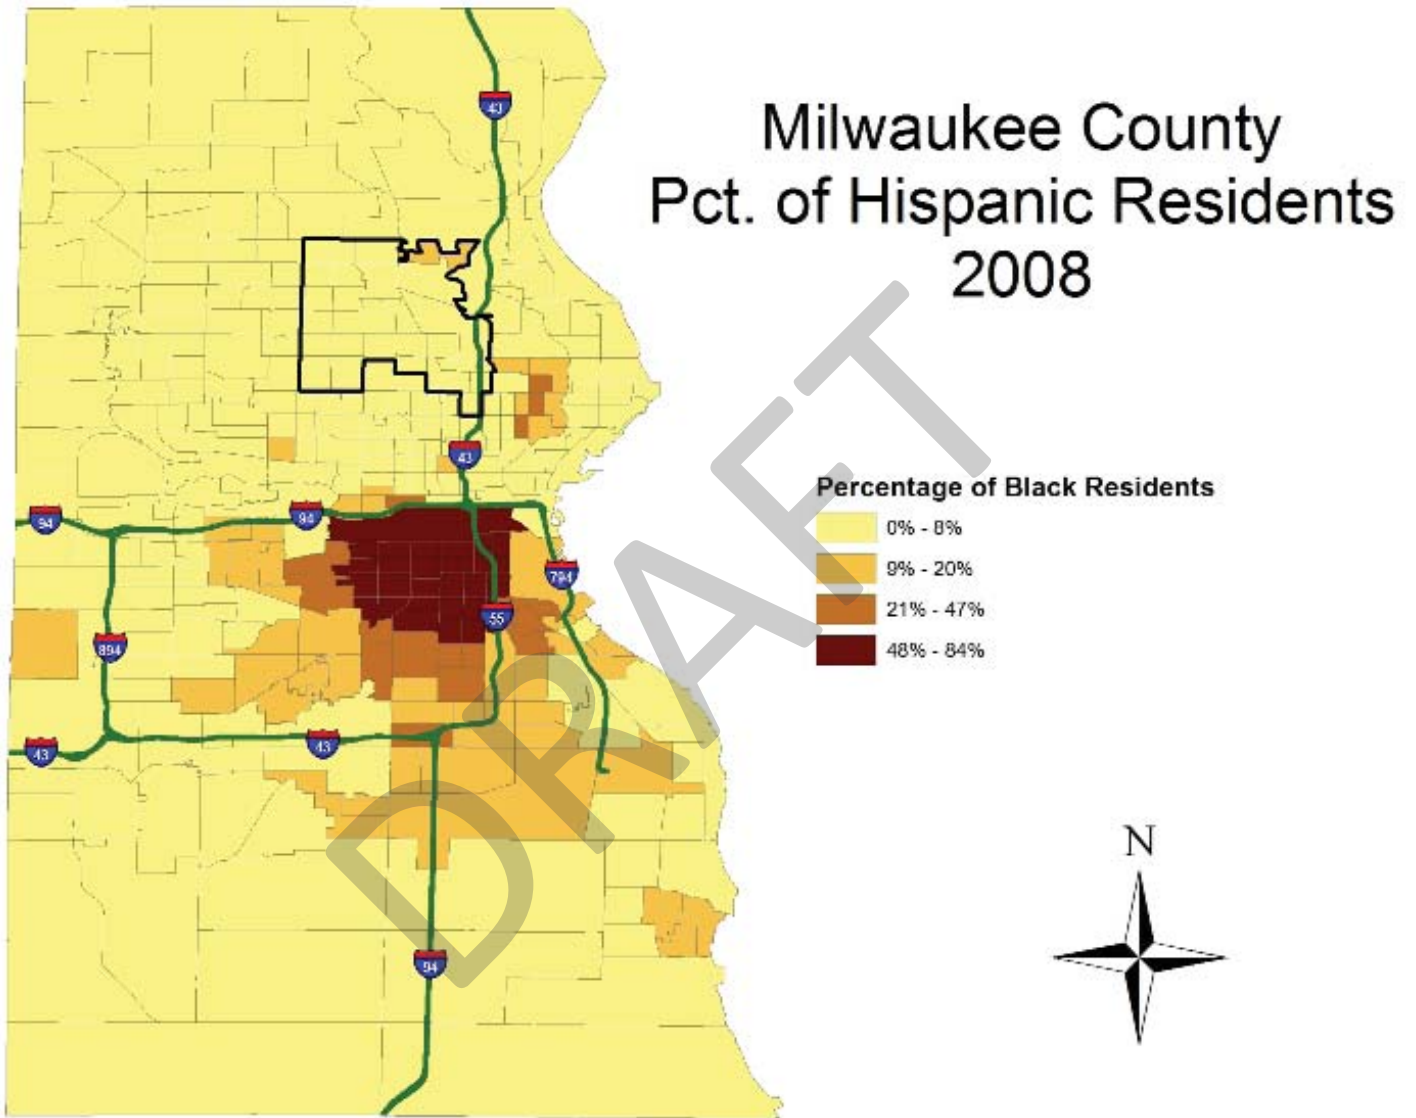 Milwaukee County
Pct. of Hispanic Residents
2008
43
43
94
94
794
55
894
43
43
94
Percentage of Black Residents
0% - 8%
9% - 20%
21% - 47%
48% - 84%
DRAFT
N